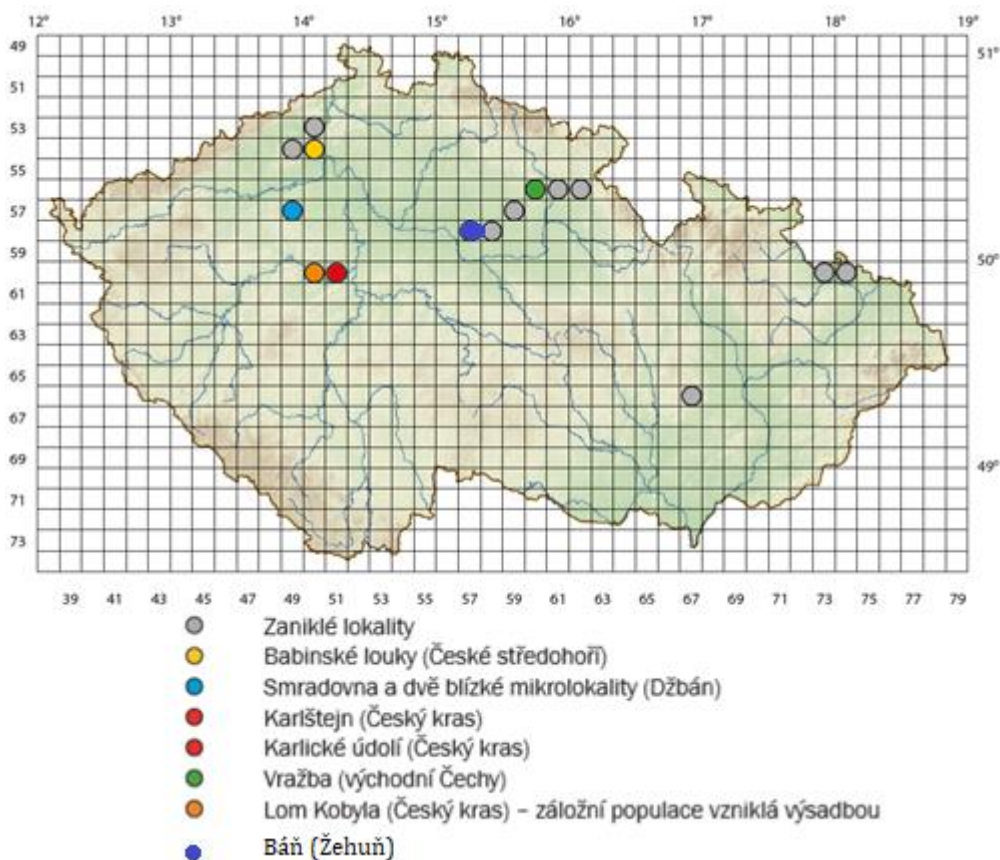 12° 13° 14° 15° 16° 17° 18° 19°
49 51°
51
53
55
57
59 50°
61
63
65
67
69 49°
71
73
39 41 43 45 47 49 51 53 55 57 59 61 63 65 67 69 71 73 75 77 79
Zaniklé lokality
Babinské louky (České středohoří)
Smradovna a dvě blízké mikrolokality (Džbán)
Karlštejn (Český kras)
Karlické údolí (Český kras)
Vražba (východní Čechy)
Lom Kobyla (Český kras) – záložní populace vzniklá výsadbou
Báň (Žehuň)